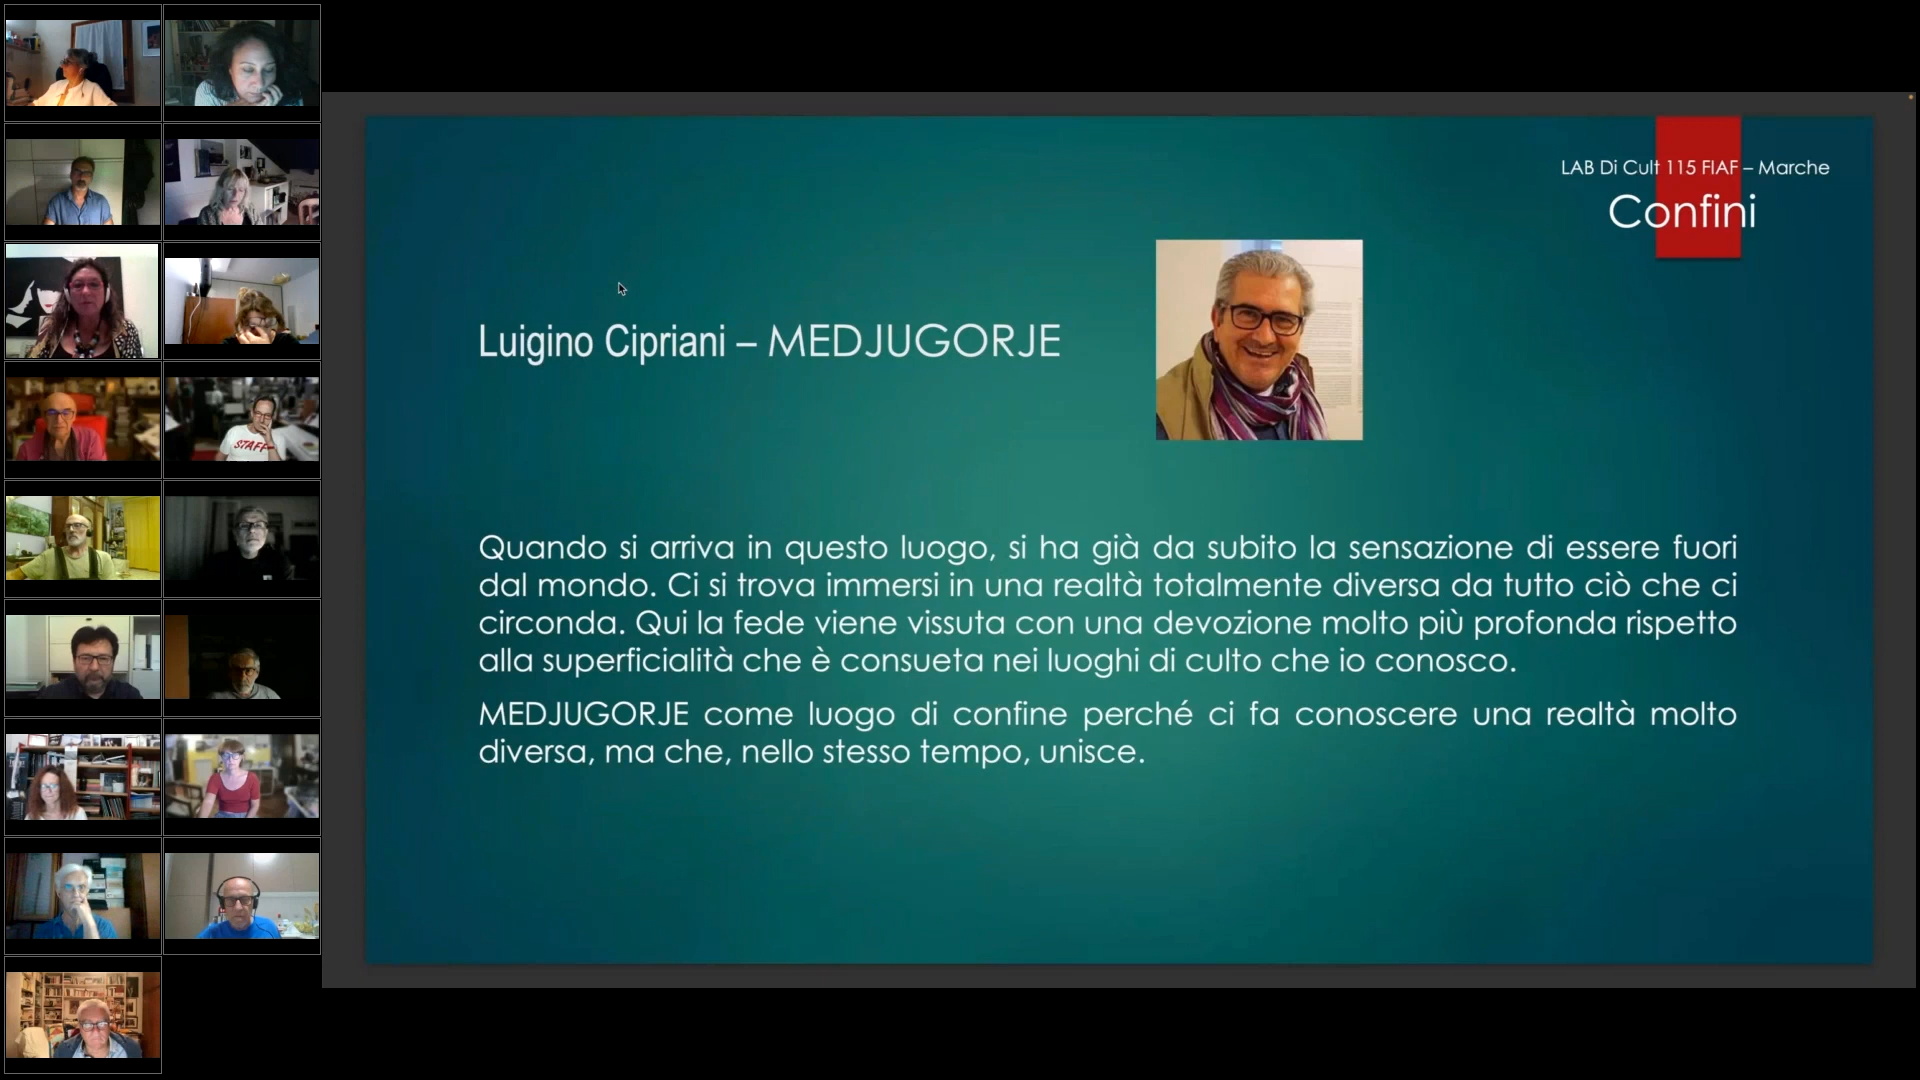 LAB Di Cult 115 FIAF – Marche
Confini
Luigino Cipriani – MEDJUGORJE
Quando si arriva in questo luogo, si ha già da subito la sensazione di essere fuori
dal mondo. Ci si trova immersi in una realtà totalmente diversa da tutto ciò che ci
circonda. Qui la fede viene vissuta con una devozione molto più profonda rispetto
alla superficialità che è consueta nei luoghi di culto che io conosco.
MEDJUGORJE come luogo di confine perché ci fa conoscere una realtà molto
diversa, ma che, nello stesso tempo, unisce.
STAFF